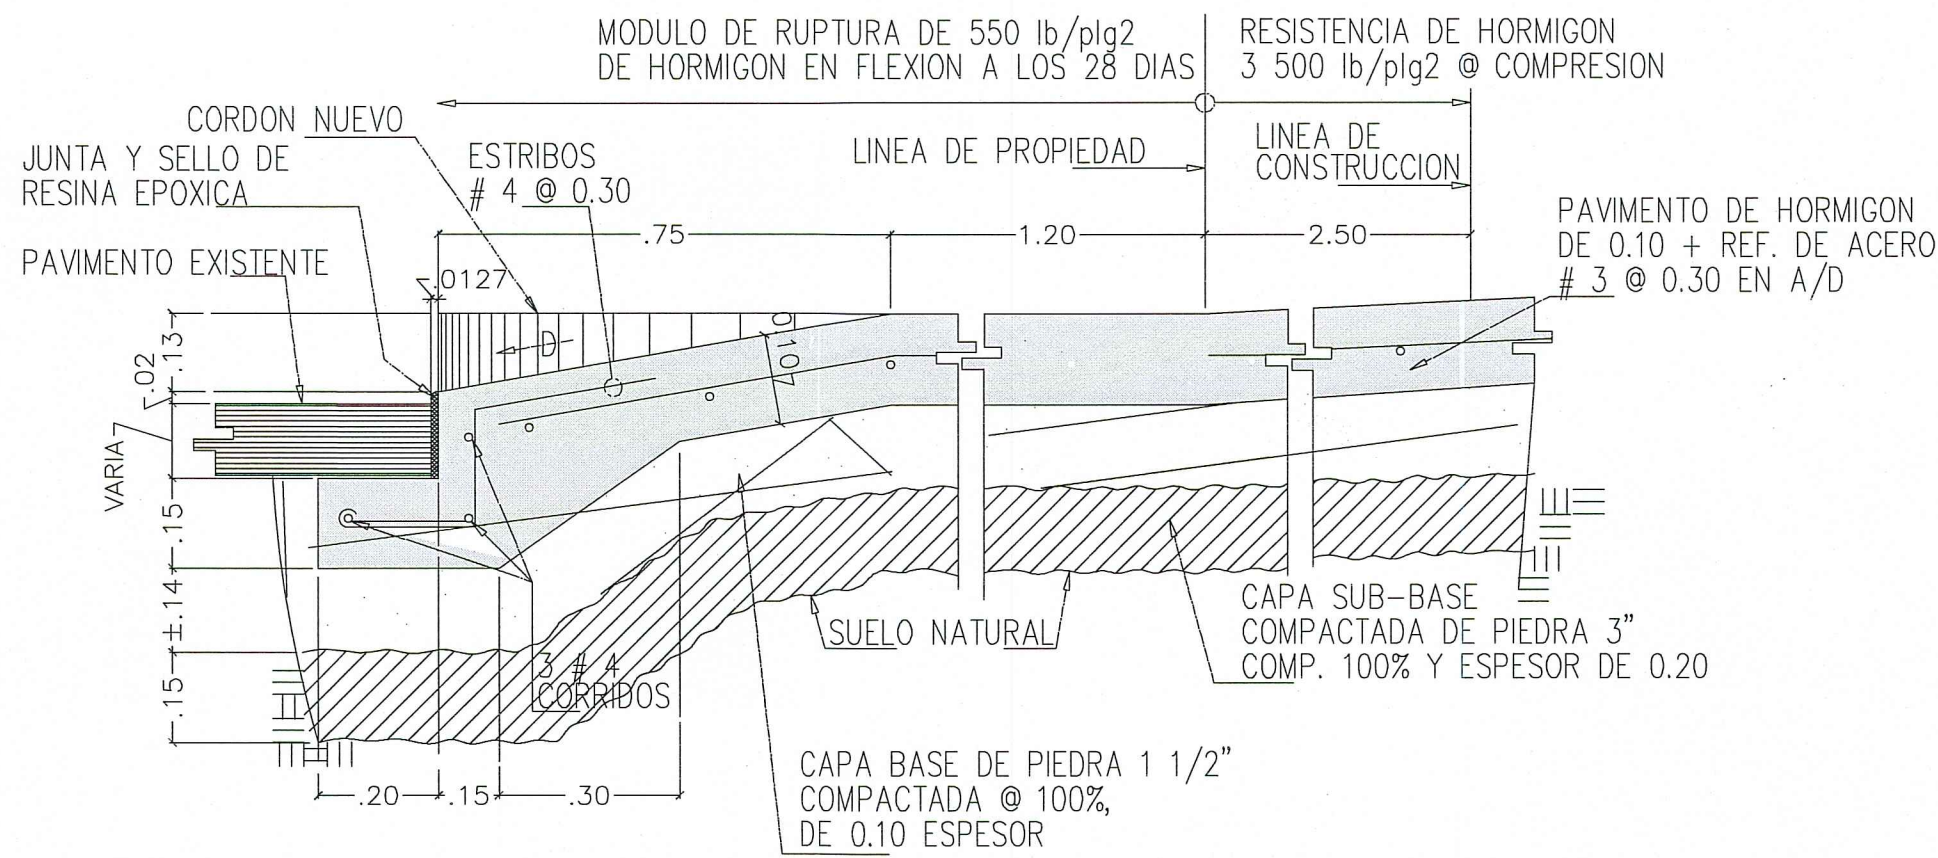 MODULO DE RUPTURA DE 550 lb/plg2
DE HORMIGON EN FLEXION A LOS 28 DIAS
RESISTENCIA DE HORMIGON
3 500 lb/plg2 @ COMPRESION
CORDON NUEVO
JUNTA Y SELLO DE
RESINA EPOXICA
ESTRIBOS
# 4 @ 0.30
LINEA DE PROPIEDAD
LINEA DE
CONSTRUCCION
PAVIMENTO DE HORMIGON
DE 0.10 + REF. DE ACERO
# 3 @ 0.30 EN A/D
.75
1.20
2.50
PAVIMENTO EXISTENTE
.0127
.13
.02
D
0.107
VARIA
.15
±.14
.15
3 # 4
CORRIDOS
SUELO NATURAL
CAPA SUB-BASE
COMPACTADA DE PIEDRA 3"
COMP. 100% Y ESPESOR DE 0.20
CAPA BASE DE PIEDRA 1 1/2"
COMPACTADA @ 100%,
DE 0.10 ESPESOR
.20
.15
.30